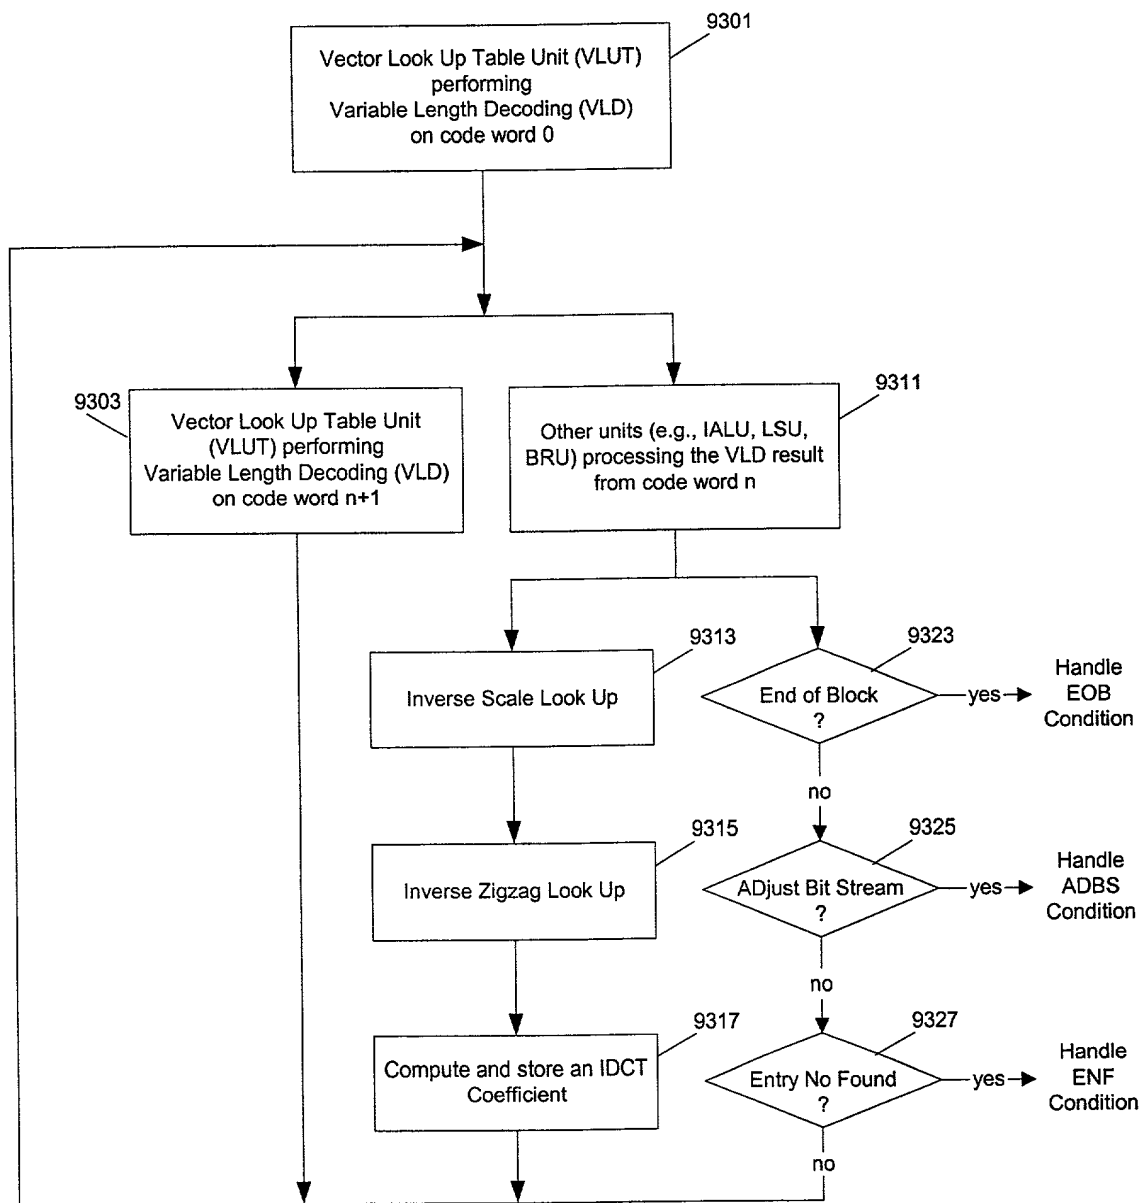 9301
Vector Look Up Table Unit (VLUT)
performing
Variable Length Decoding (VLD)
on code word 0
9303
Vector Look Up Table Unit
(VLUT) performing
Variable Length Decoding (VLD)
on code word n+1
9311
Other units (e.g., IALU, LSU,
BRU) processing the VLD result
from code word n
9313
Inverse Scale Look Up
9323
End of Block
?
yes
Handle
EOB
Condition
no
9315
Inverse Zigzag Look Up
9325
ADjust Bit Stream
?
yes
Handle
ADBS
Condition
no
9317
Compute and store an IDCT
Coefficient
9327
Entry No Found
?
yes
Handle
ENF
Condition
no